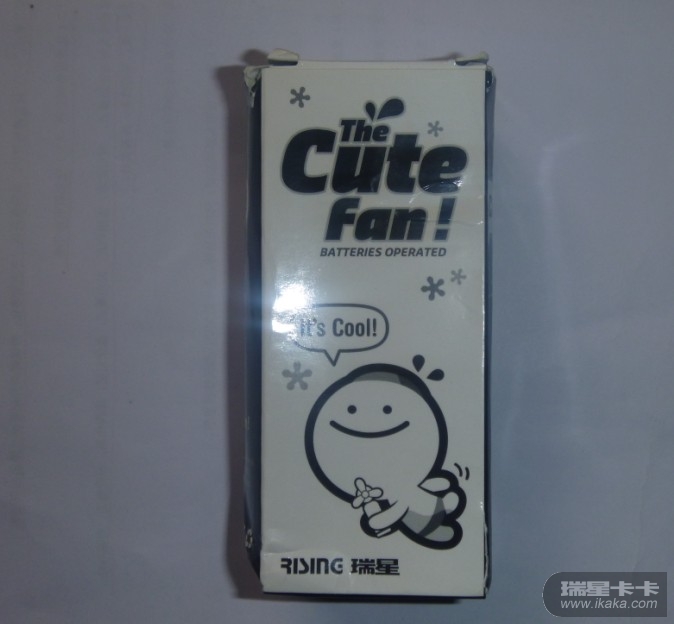 The
Cute
Fan!
BATTERIES OPERATED
It's Cool!
RISING 瑞星
瑞星卡卡
www.ikaka.com